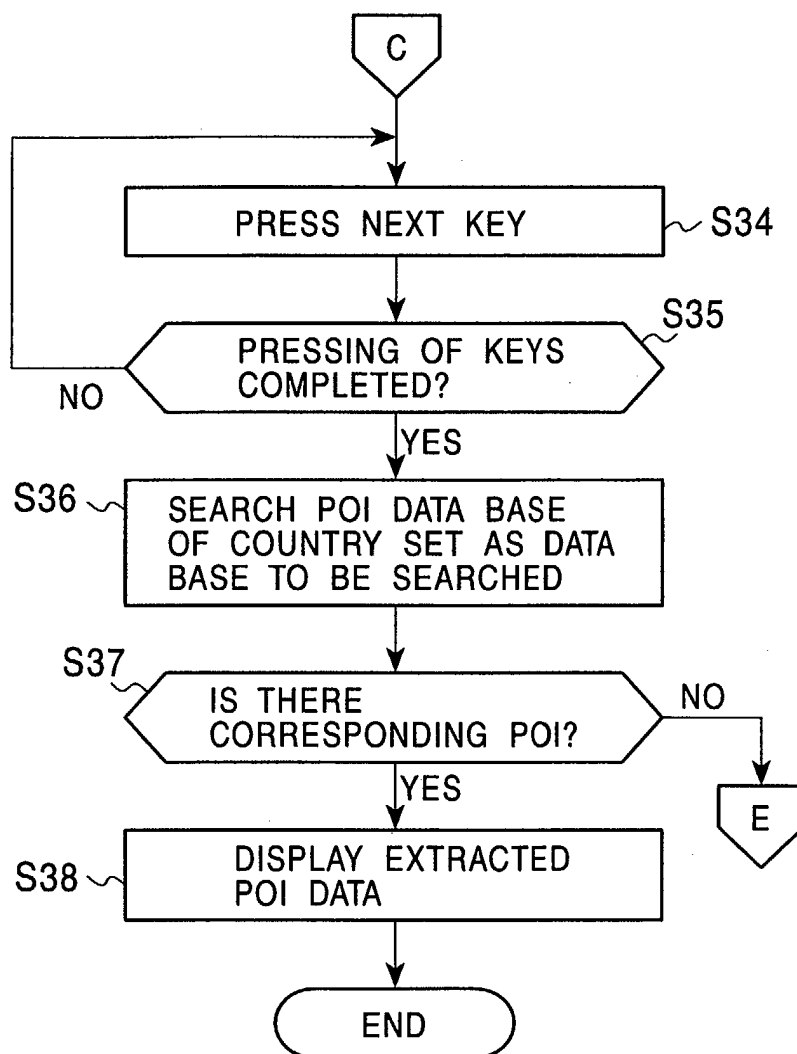 C
PRESS NEXT KEY
S34
S35
PRESSING OF KEYS
COMPLETED?
NO
YES
S36
SEARCH POI DATA BASE
OF COUNTRY SET AS DATA
BASE TO BE SEARCHED
S37
IS THERE
CORRESPONDING POI?
NO
YES
E
S38
DISPLAY EXTRACTED
POI DATA
END